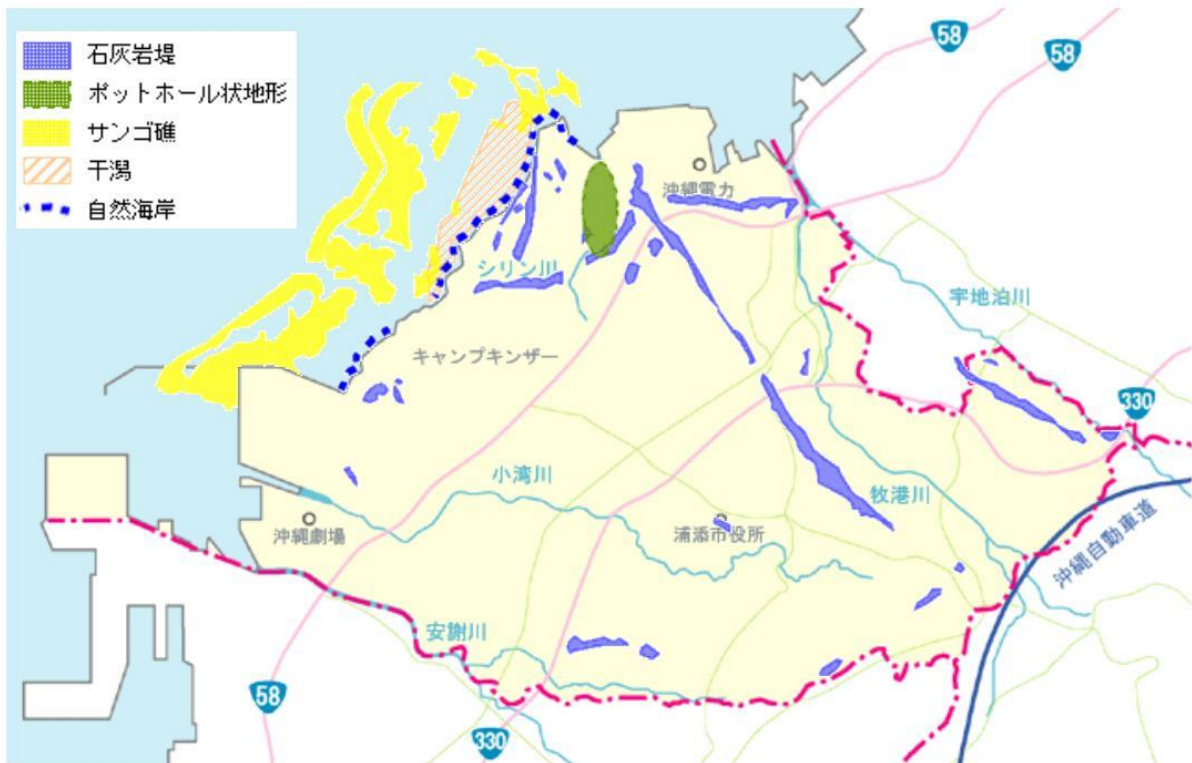 石灰岩堤
ポットホール状地形
サンゴ礁
干潟
自然海岸
58
58
沖縄電力
シリン川
宇地泊川
キャンプキンザー
330
小湾川
牧港川
沖縄劇場
浦添市役所
沖縄自動車道
安謝川
58
330